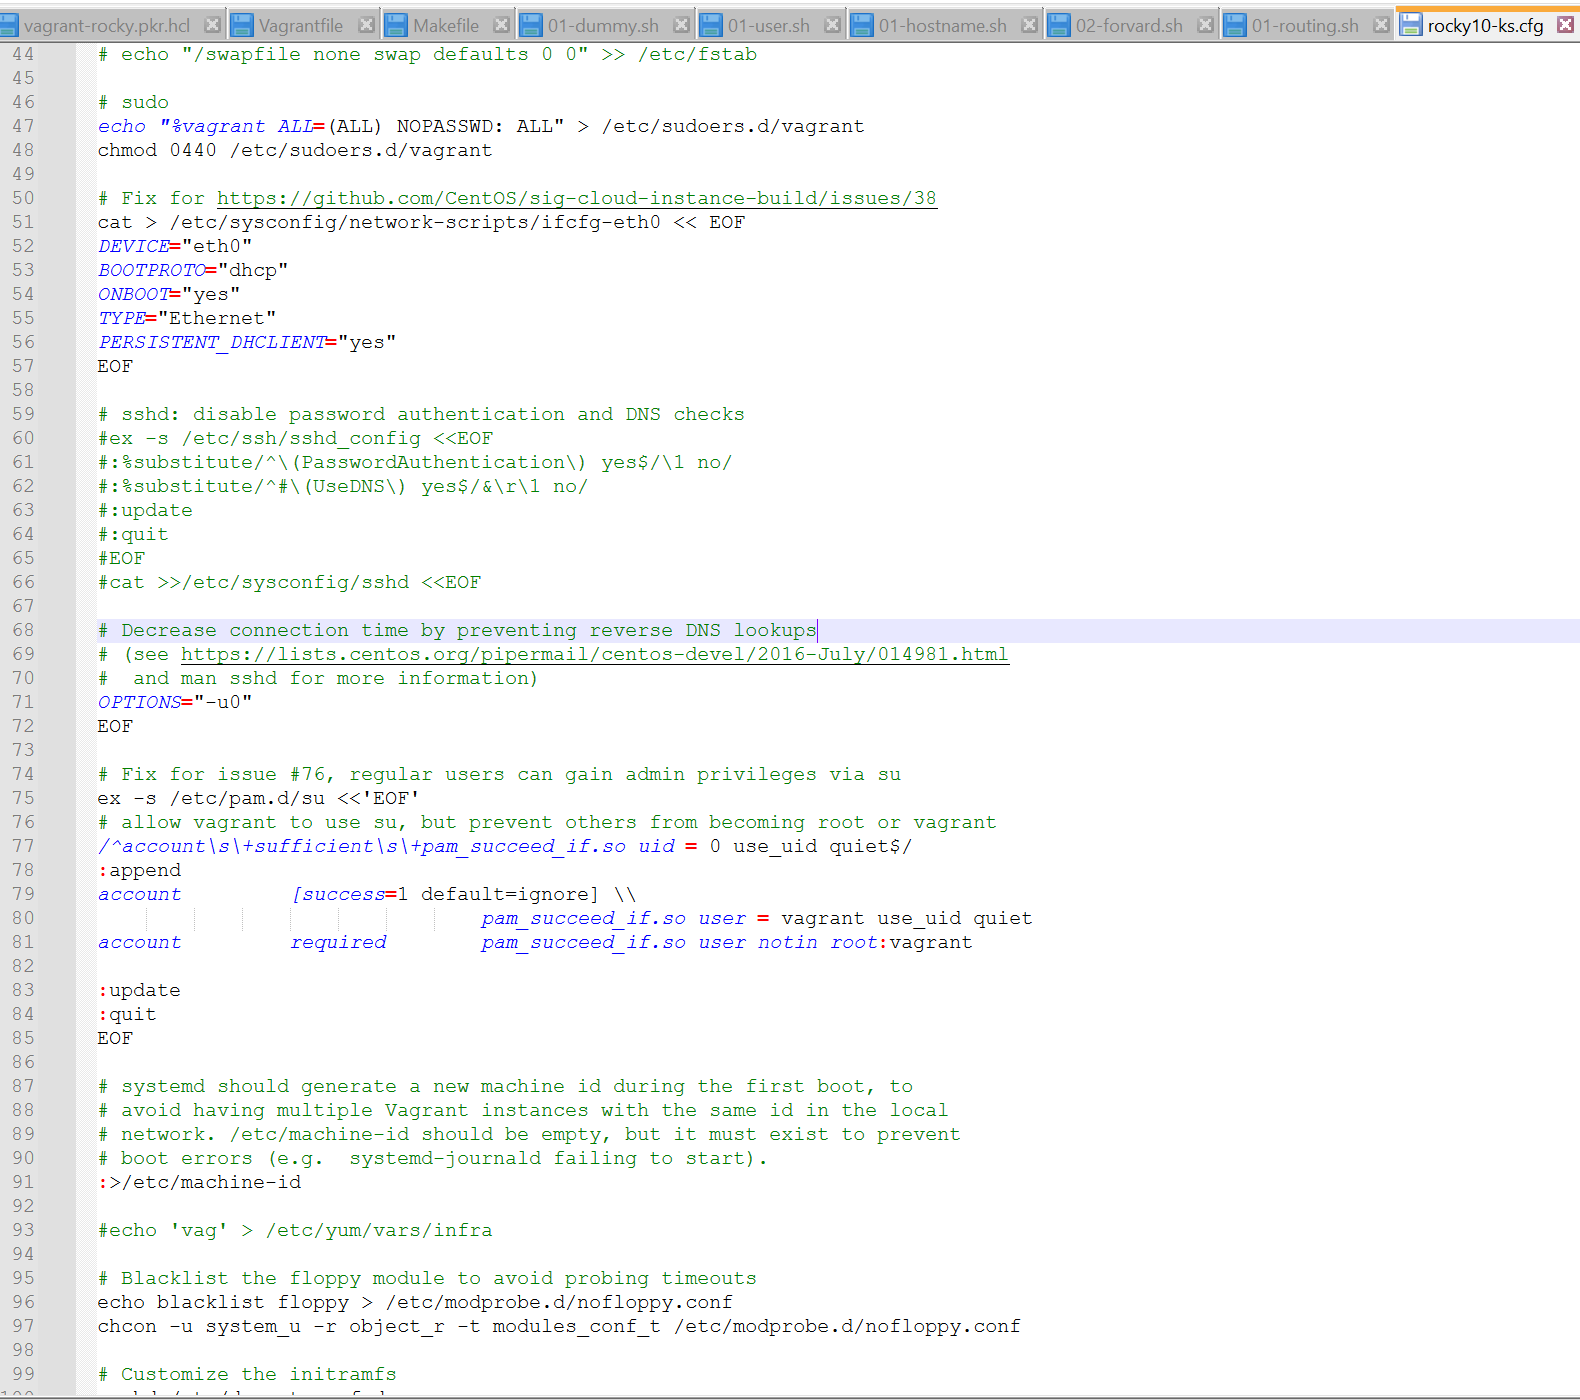 vagrant-rocky.pkr.hcl Vagrantfile Makefile 01-dummy.sh 01-user.sh 01-hostname.sh 02-forvard.sh 01-routing.sh rocky10-ks.cfg
44 # echo "/swapfile none swap defaults 0 0" >> /etc/fstab
45
46 # sudo
47 echo "%vagrant ALL=(ALL) NOPASSWD: ALL" > /etc/sudoers.d/vagrant
48 chmod 0440 /etc/sudoers.d/vagrant
49
50 # Fix for https://github.com/CentOS/sig-cloud-instance-build/issues/38
51 cat > /etc/sysconfig/network-scripts/ifcfg-eth0 << EOF
52 DEVICE="eth0"
53 BOOTPROTO="dhcp"
54 ONBOOT="yes"
55 TYPE="Ethernet"
56 PERSISTENT_DHCLIENT="yes"
57 EOF
58
59 # sshd: disable password authentication and DNS checks
60 #ex -s /etc/ssh/sshd_config <<EOF
61 #:%substitute/^\(PasswordAuthentication\) yes$/\1 no/
62 #:%substitute/^#\(UseDNS\) yes$/&\r\1 no/
63 #:update
64 #:quit
65 #EOF
66 #cat >>/etc/sysconfig/sshd <<EOF
67
68 # Decrease connection time by preventing reverse DNS lookups
69 # (see https://lists.centos.org/pipermail/centos-devel/2016-July/014981.html
70 #  and man sshd for more information)
71 OPTIONS="-u0"
72 EOF
73
74 # Fix for issue #76, regular users can gain admin privileges via su
75 ex -s /etc/pam.d/su <<'EOF'
76 # allow vagrant to use su, but prevent others from becoming root or vagrant
77 /^account\s\+sufficient\s\+pam_succeed_if.so uid = 0 use_uid quiet$/
78 :append
79 account         [success=1 default=ignore] \\
80                                 pam_succeed_if.so user = vagrant use_uid quiet
81 account         required        pam_succeed_if.so user notin root:vagrant
82
83 :update
84 :quit
85 EOF
86
87 # systemd should generate a new machine id during the first boot, to
88 # avoid having multiple Vagrant instances with the same id in the local
89 # network. /etc/machine-id should be empty, but it must exist to prevent
90 # boot errors (e.g.  systemd-journald failing to start).
91 :>/etc/machine-id
92
93 #echo 'vag' > /etc/yum/vars/infra
94
95 # Blacklist the floppy module to avoid probing timeouts
96 echo blacklist floppy > /etc/modprobe.d/nofloppy.conf
97 chcon -u system_u -r object_r -t modules_conf_t /etc/modprobe.d/nofloppy.conf
98
99 # Customize the initramfs